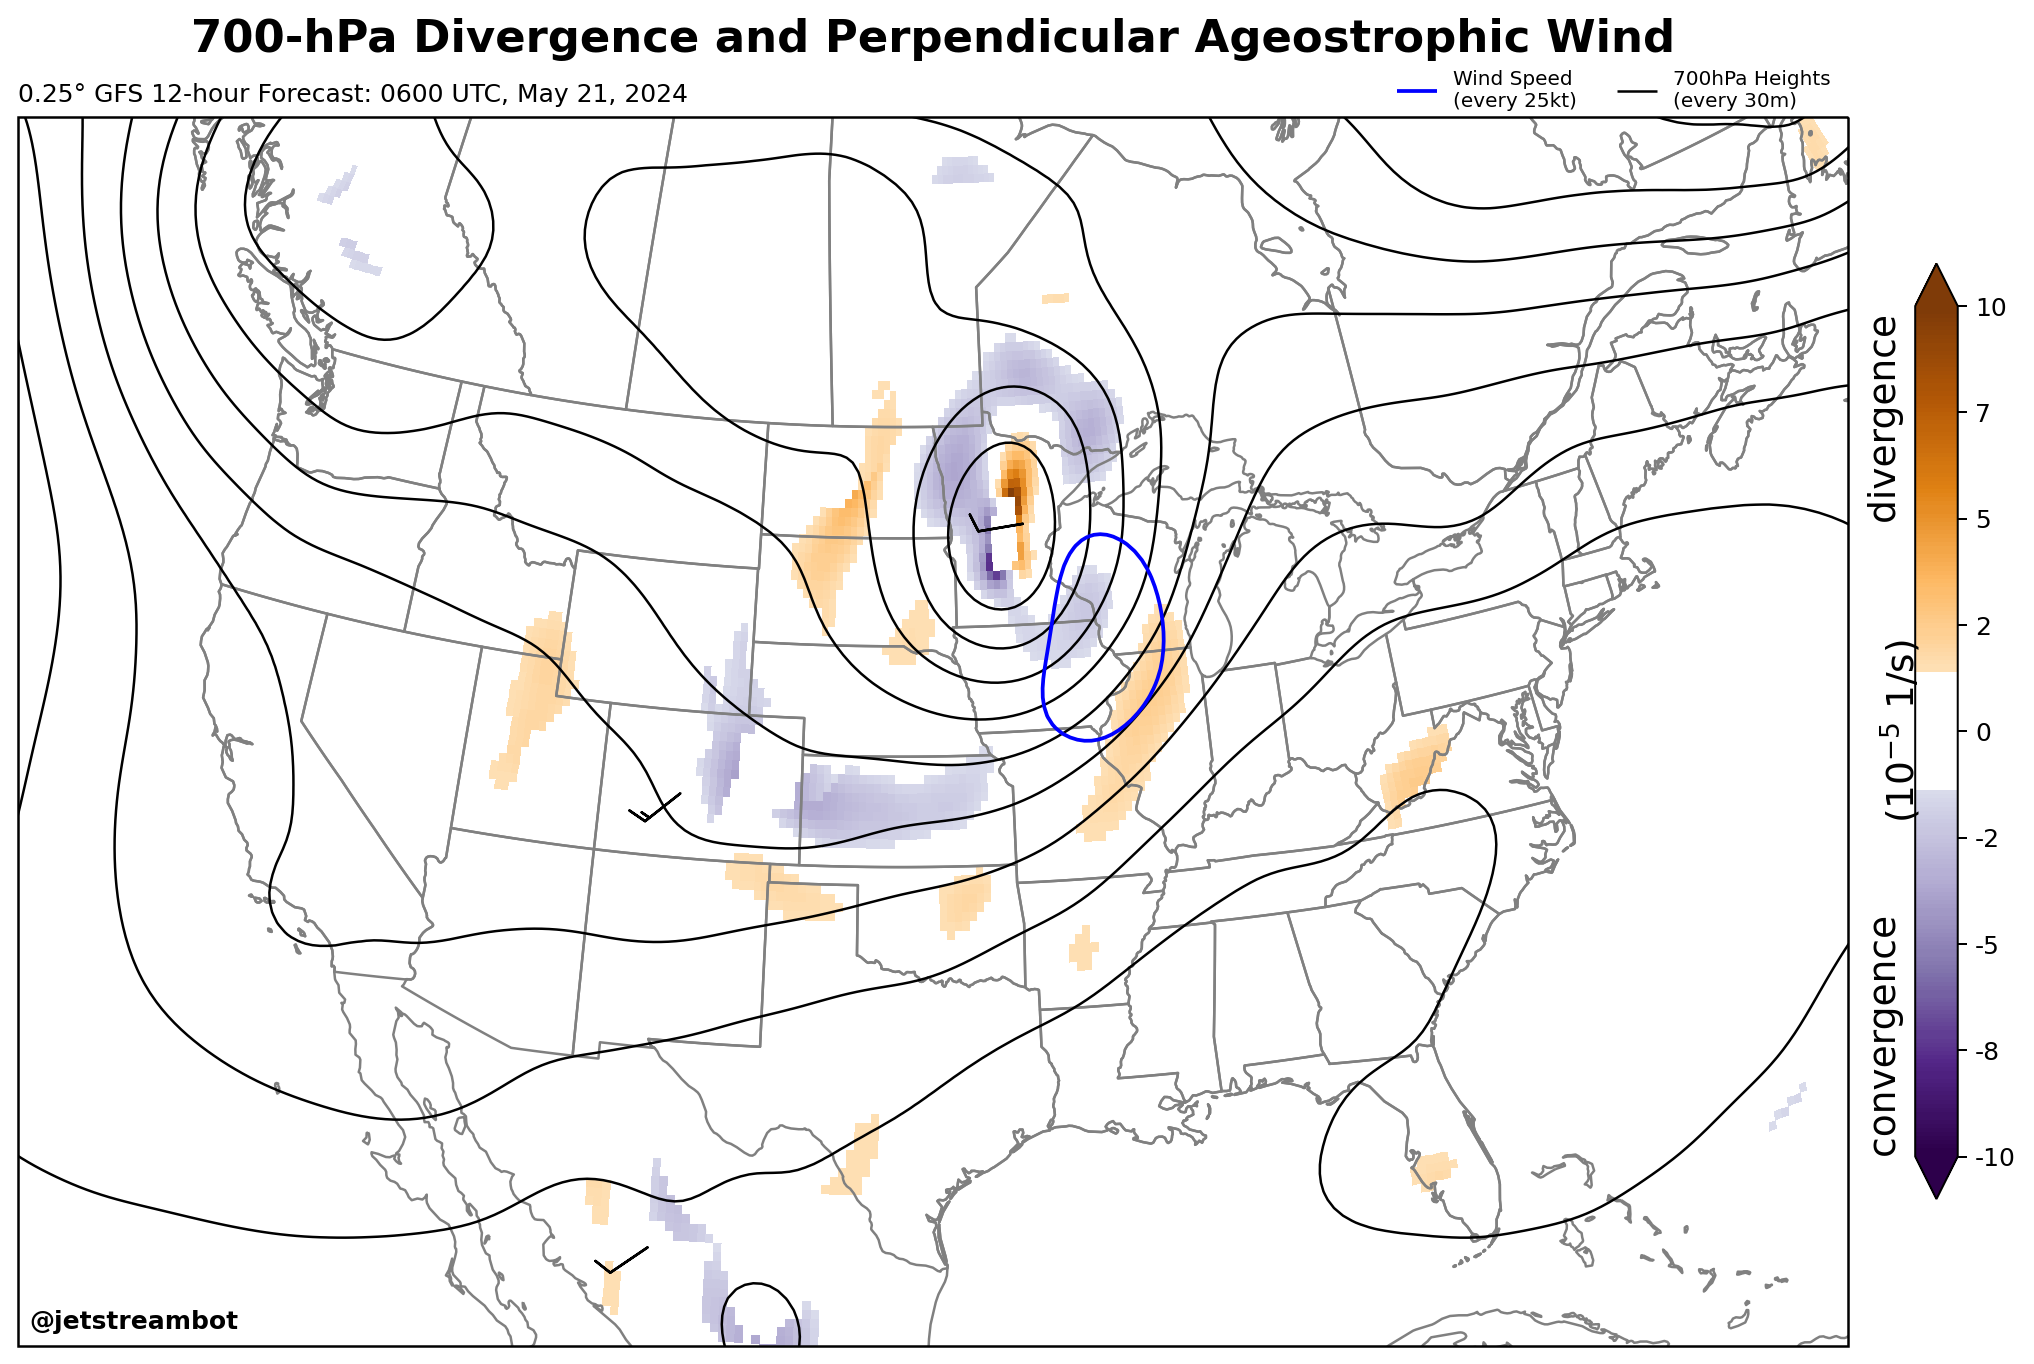 700-hPa Divergence and Perpendicular Ageostrophic Wind
0.25° GFS 12-hour Forecast: 0600 UTC, May 21, 2024
Wind Speed
(every 25kt)
700hPa Heights
(every 30m)
divergence
(10⁻⁵ 1/s)
convergence
10
7
5
2
0
-2
-5
-8
-10
@jetstreambot